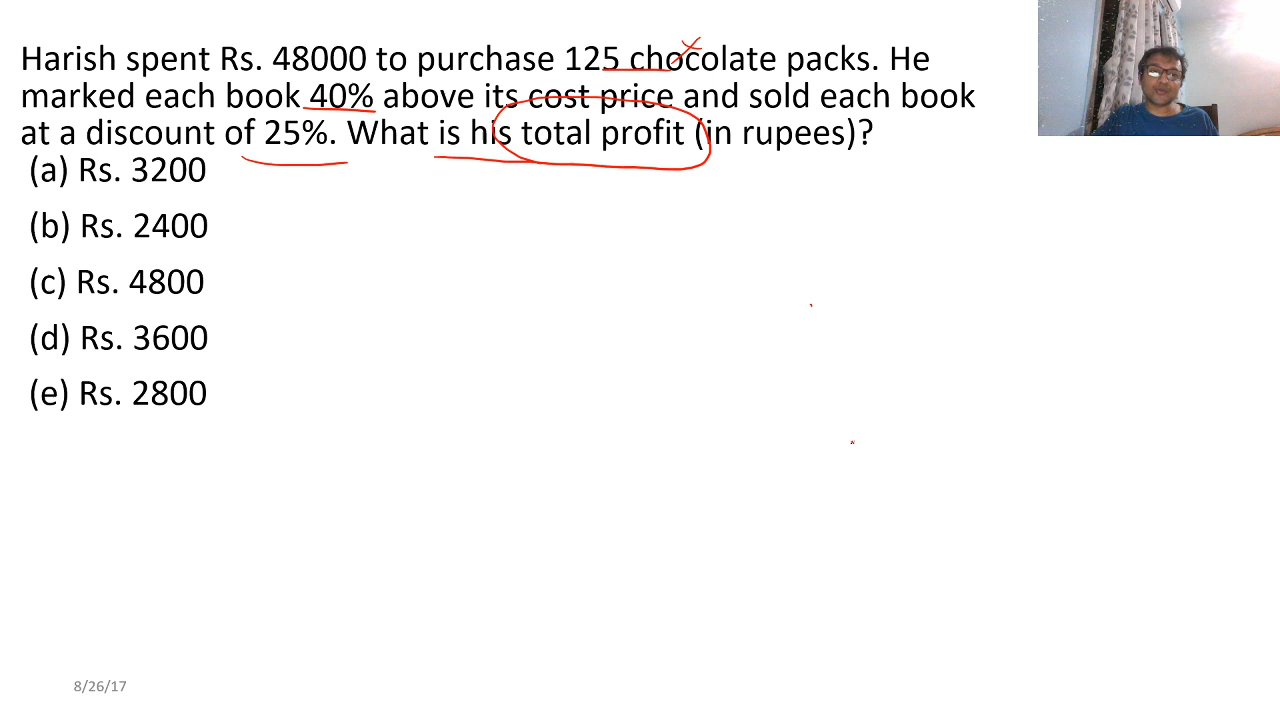 Harish spent Rs. 48000 to purchase 125 chocolate packs. He
marked each book 40% above its cost price and sold each book
at a discount of 25%. What is his total profit (in rupees)?
(a) Rs. 3200
(b) Rs. 2400
(c) Rs. 4800
(d) Rs. 3600
(e) Rs. 2800
8/26/17